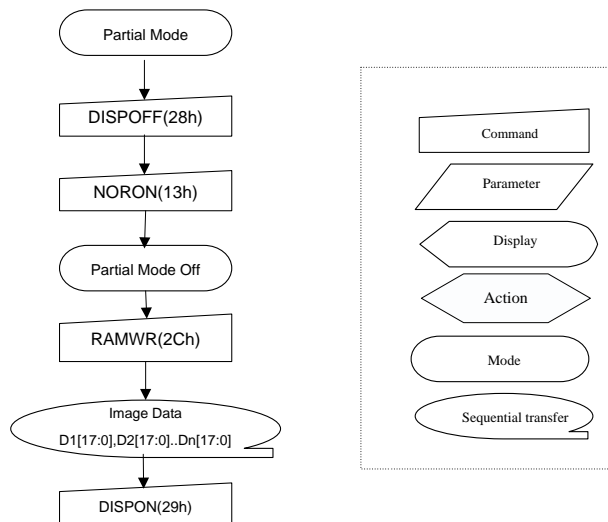 Partial Mode
DISPOFF(28h)
NORON(13h)
Partial Mode Off
RAMWR(2Ch)
Image Data
D1[17:0],D2[17:0]..Dn[17:0]
DISPON(29h)
Command
Parameter
Display
Action
Mode
Sequential transfer